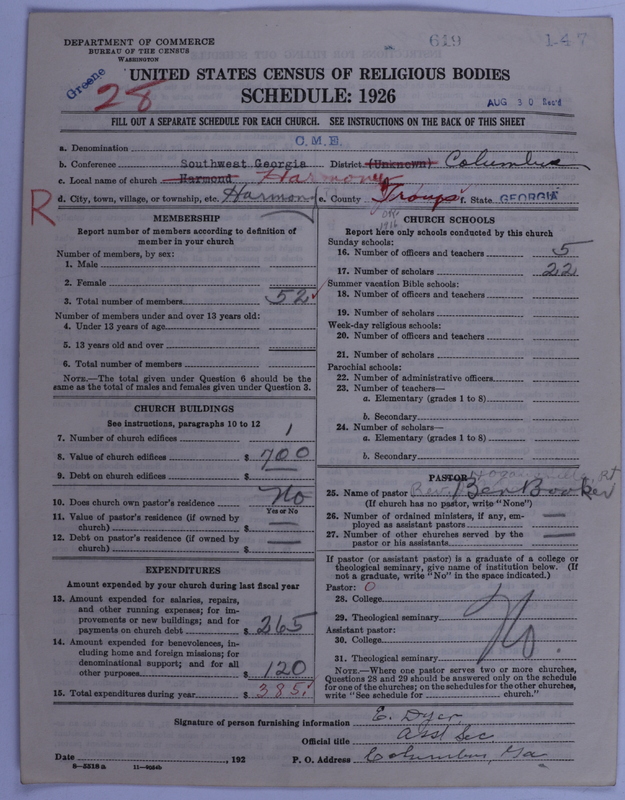 DEPARTMENT OF COMMERCE
BUREAU OF THE CENSUS
WASHINGTON
619
147
Greene
28
UNITED STATES CENSUS OF RELIGIOUS BODIES
SCHEDULE: 1926
AUG 30 Rec'd
FILL OUT A SEPARATE SCHEDULE FOR EACH CHURCH. SEE INSTRUCTIONS ON THE BACK OF THIS SHEET
a. Denomination C.M.E.
b. Conference Southwest Georgia District (Unknown) Columbus
c. Local name of church Harmond Harmony
d. City, town, village, or township, etc. Harmony e. County Troup f. State GEORGIA
R
MEMBERSHIP
Report number of members according to definition of member in your church
Number of members, by sex:
1. Male
2. Female
3. Total number of members 52
Number of members under and over 13 years old:
4. Under 13 years of age
5. 13 years old and over
6. Total number of members
NOTE.—The total given under Question 6 should be the same as the total of males and females given under Question 3.
CHURCH BUILDINGS
See instructions, paragraphs 10 to 12
7. Number of church edifices 1
8. Value of church edifices $ 700
9. Debt on church edifices $
10. Does church own pastor's residence No
Yes or No
11. Value of pastor's residence (if owned by church) $ —
12. Debt on pastor's residence (if owned by church) $ —
EXPENDITURES
Amount expended by your church during last fiscal year
13. Amount expended for salaries, repairs, and other running expenses; for improvements or new buildings; and for payments on church debt $ 265
14. Amount expended for benevolences, including home and foreign missions; for denominational support; and for all other purposes $ 120
15. Total expenditures during year $ 385
CHURCH SCHOOLS
Report here only schools conducted by this church
Sunday schools:
16. Number of officers and teachers 5
17. Number of scholars 22
Summer vacation Bible schools:
18. Number of officers and teachers
19. Number of scholars
Week-day religious schools:
20. Number of officers and teachers
21. Number of scholars
Parochial schools:
22. Number of administrative officers
23. Number of teachers—
a. Elementary (grades 1 to 8)
b. Secondary
24. Number of scholars—
a. Elementary (grades 1 to 8)
b. Secondary
PASTOR Hogansville, Rt
25. Name of pastor Rev. Ben Booker
(If church has no pastor, write "None")
26. Number of ordained ministers, if any, employed as assistant pastors —
27. Number of other churches served by the pastor or his assistants —
If pastor (or assistant pastor) is a graduate of a college or theological seminary, give name of institution below. (If not a graduate, write "No" in the space indicated.)
Pastor: 0
28. College
29. Theological seminary
No.
Assistant pastor:
30. College
31. Theological seminary
NOTE.—Where one pastor serves two or more churches, Questions 28 and 29 should be answered only on the schedule for one of the churches; on the schedules for the other churches, write "See schedule for church."
Signature of person furnishing information E. Dyer
Official title Asst Sec
Date , 192 P. O. Address Columbus, Ga
8—5518a 11—9024b